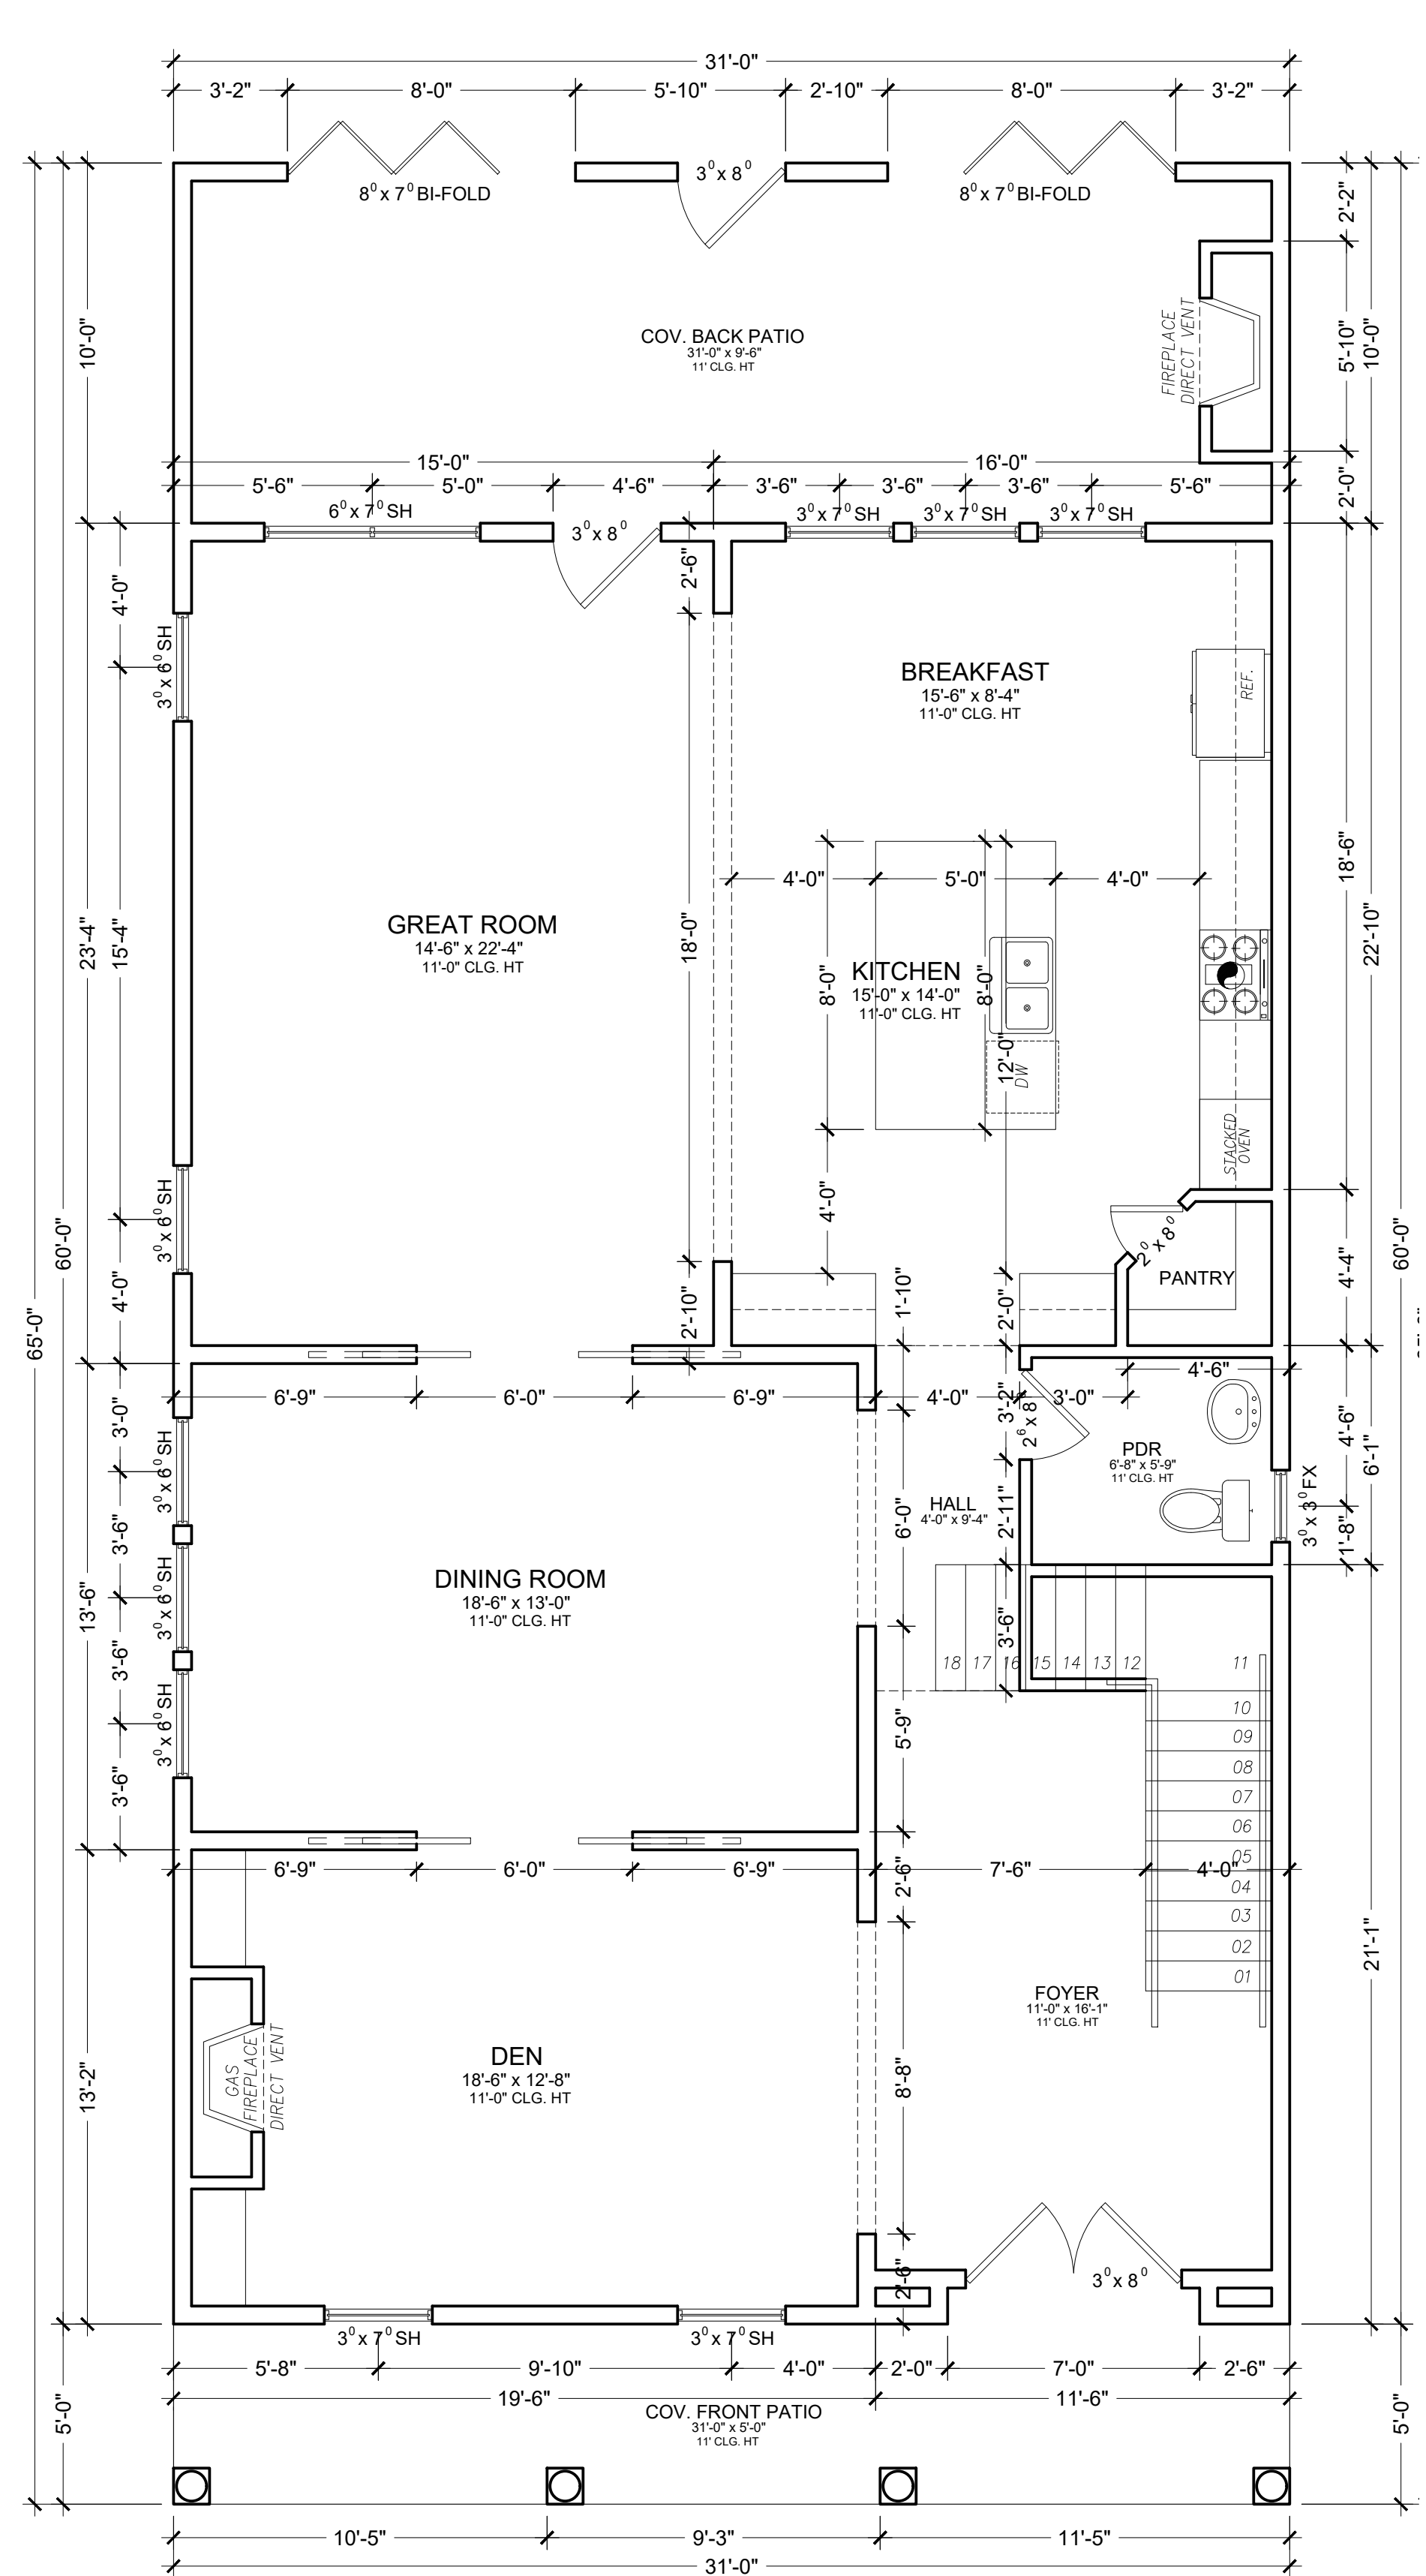 31'-0"
3'-2" 8'-0" 5'-10" 2'-10" 8'-0" 3'-2"
8⁰ x 7⁰ BI-FOLD
3⁰ x 8⁰
8⁰ x 7⁰ BI-FOLD
2'-2"
10'-0"
COV. BACK PATIO
31'-0" x 9'-6"
11' CLG. HT
FIREPLACE
DIRECT VENT
5'-10"
10'-0"
2'-0"
15'-0" 16'-0"
5'-6" 5'-0" 4'-6" 3'-6" 3'-6" 3'-6" 5'-6"
6⁰ x 7⁰ SH
3⁰ x 8⁰
3⁰ x 7⁰ SH
3⁰ x 7⁰ SH
3⁰ x 7⁰ SH
2'-6"
4'-0"
3⁰ x 6⁰ SH
BREAKFAST
15'-6" x 8'-4"
11'-0" CLG. HT
REF.
18'-6"
4'-0" 5'-0" 4'-0"
GREAT ROOM
14'-6" x 22'-4"
11'-0" CLG. HT
23'-4"
15'-4"
18'-0"
22'-10"
KITCHEN
15'-0" x 14'-0"
11'-0" CLG. HT
8'-0"
8'-0"
12'-0"
DW
STACKED
OVEN
4'-0"
3⁰ x 6⁰ SH
60'-0"
60'-0"
65'-0"
4'-0"
2⁰ x 8⁰
PANTRY
4'-4"
2'-10"
1'-10"
2'-0"
6'-9" 6'-0" 6'-9" 4'-0" 3'-0"
4'-6"
3'-2"
2⁶ x 8⁰
3'-0"
3⁰ x 6⁰ SH
PDR
6'-8" x 5'-9"
11' CLG. HT
4'-6"
6'-1"
3⁰ x 3⁰ FX
1'-8"
HALL
4'-0" x 9'-4"
6'-0"
2'-11"
3'-6"
3⁰ x 6⁰ SH
13'-6"
DINING ROOM
18'-6" x 13'-0"
11'-0" CLG. HT
3'-6"
3'-6"
18 17 16 15 14 13 12 11
10
09
08
07
06
05
04
03
02
01
3⁰ x 6⁰ SH
5'-9"
3'-6"
6'-9" 6'-0" 6'-9" 7'-6" 4'-0"
2'-6"
21'-1"
FOYER
11'-0" x 16'-1"
11' CLG. HT
13'-2"
GAS
FIREPLACE
DIRECT VENT
DEN
18'-6" x 12'-8"
11'-0" CLG. HT
8'-8"
3⁰ x 8⁰
2'-6"
3⁰ x 7⁰ SH
3⁰ x 7⁰ SH
5'-8" 9'-10" 4'-0" 2'-0" 7'-0" 2'-6"
19'-6" 11'-6"
5'-0"
5'-0"
COV. FRONT PATIO
31'-0" x 5'-0"
11' CLG. HT
10'-5" 9'-3" 11'-5"
31'-0"